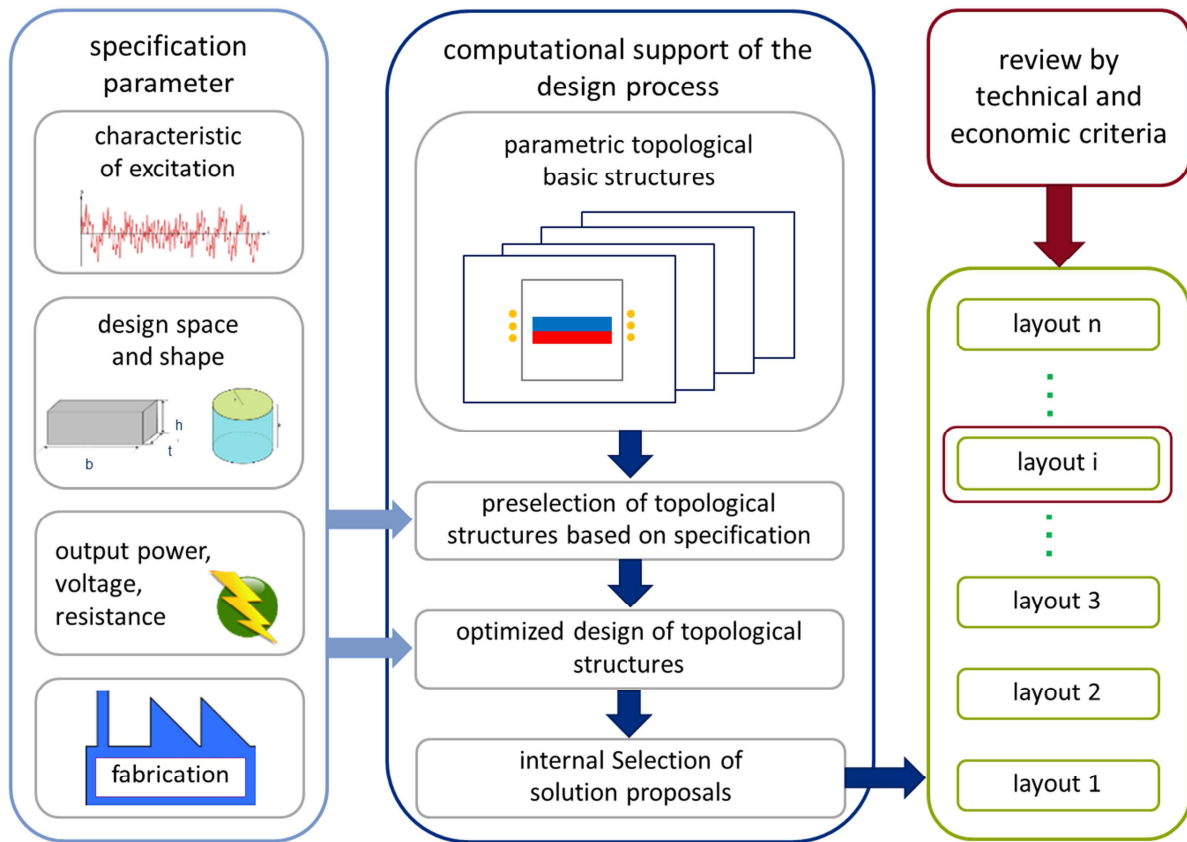 specification
parameter
characteristic
of excitation
design space
and shape
h
t
b
output power,
voltage,
resistance
fabrication
computational support of the
design process
parametric topological
basic structures
preselection of topological
structures based on specification
optimized design of topological
structures
internal Selection of
solution proposals
review by
technical and
economic criteria
layout n
layout i
layout 3
layout 2
layout 1